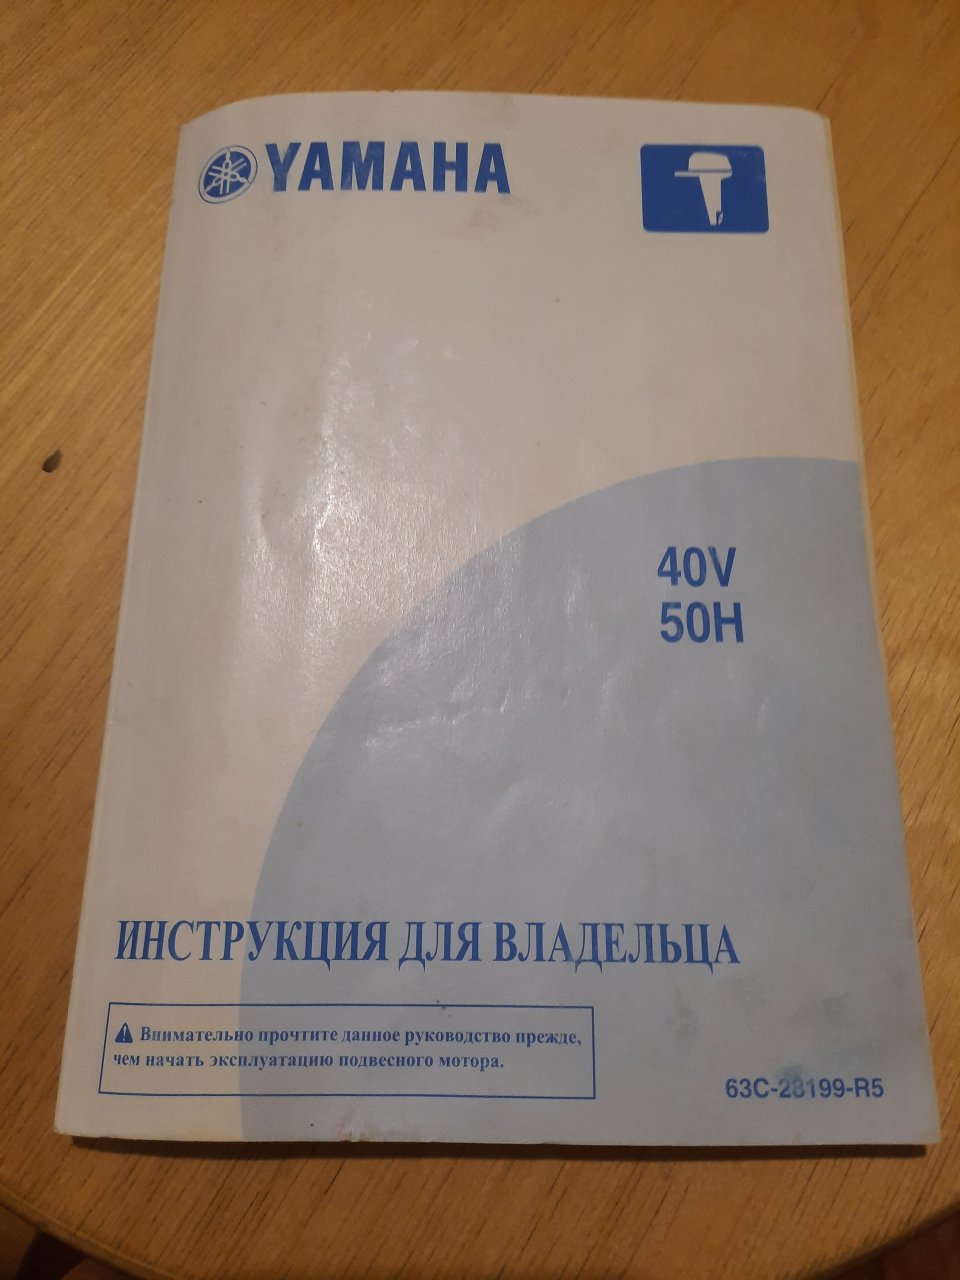 YAMAHA
40V
50H
ИНСТРУКЦИЯ ДЛЯ ВЛАДЕЛЬЦА
Внимательно прочтите данное руководство прежде,
чем начать эксплуатацию подвесного мотора.
63C-28199-R5